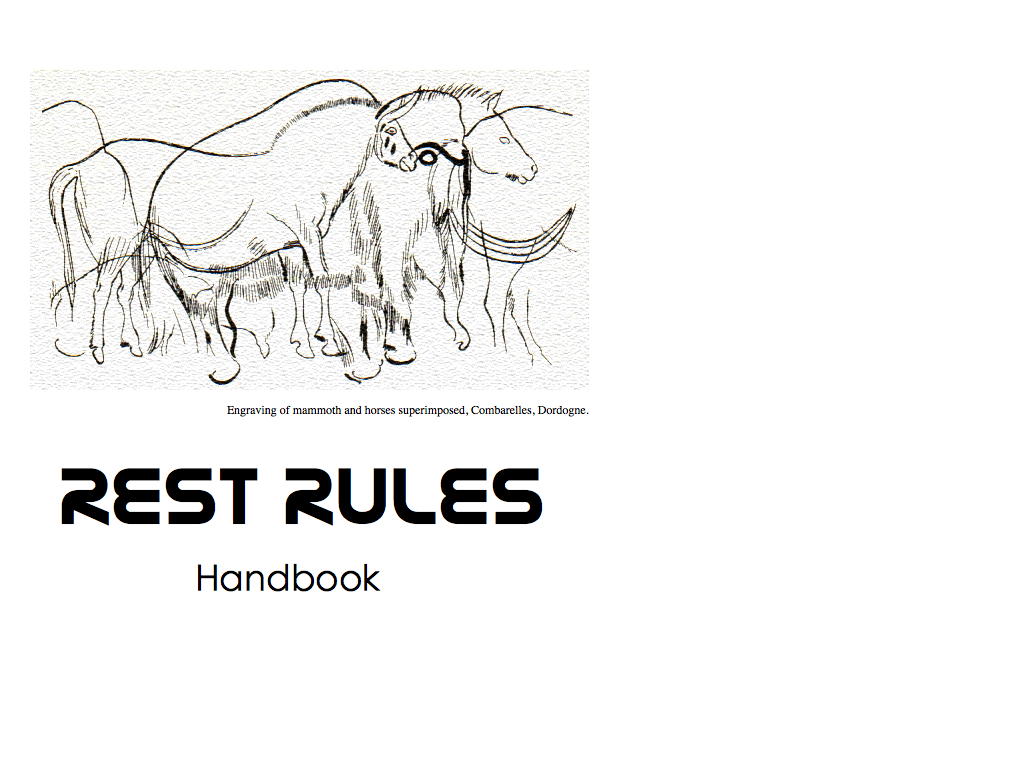 Engraving of mammoth and horses superimposed, Combarelles, Dordogne.
REST RULES
Handbook